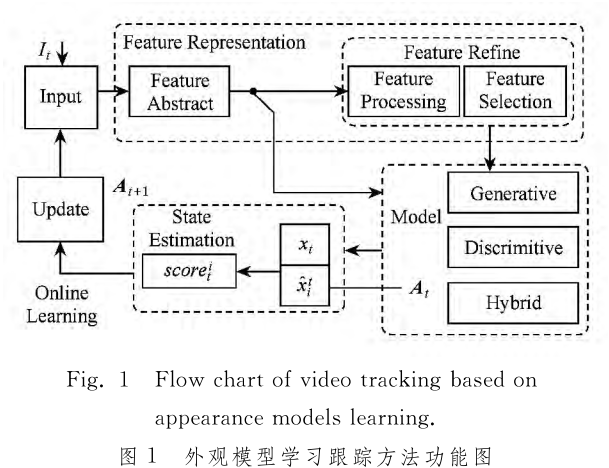 I_t
Feature Representation
Feature Refine
Input
Feature
Abstract
Feature
Processing
Feature
Selection
A_{t+1}
Update
State
Estimation
score_t^i
x_t
x̂_i^t
A_t
Model
Generative
Discrimitive
Hybrid
Online
Learning
Fig. 1 Flow chart of video tracking based on
appearance models learning.
图 1 外观模型学习跟踪方法功能图